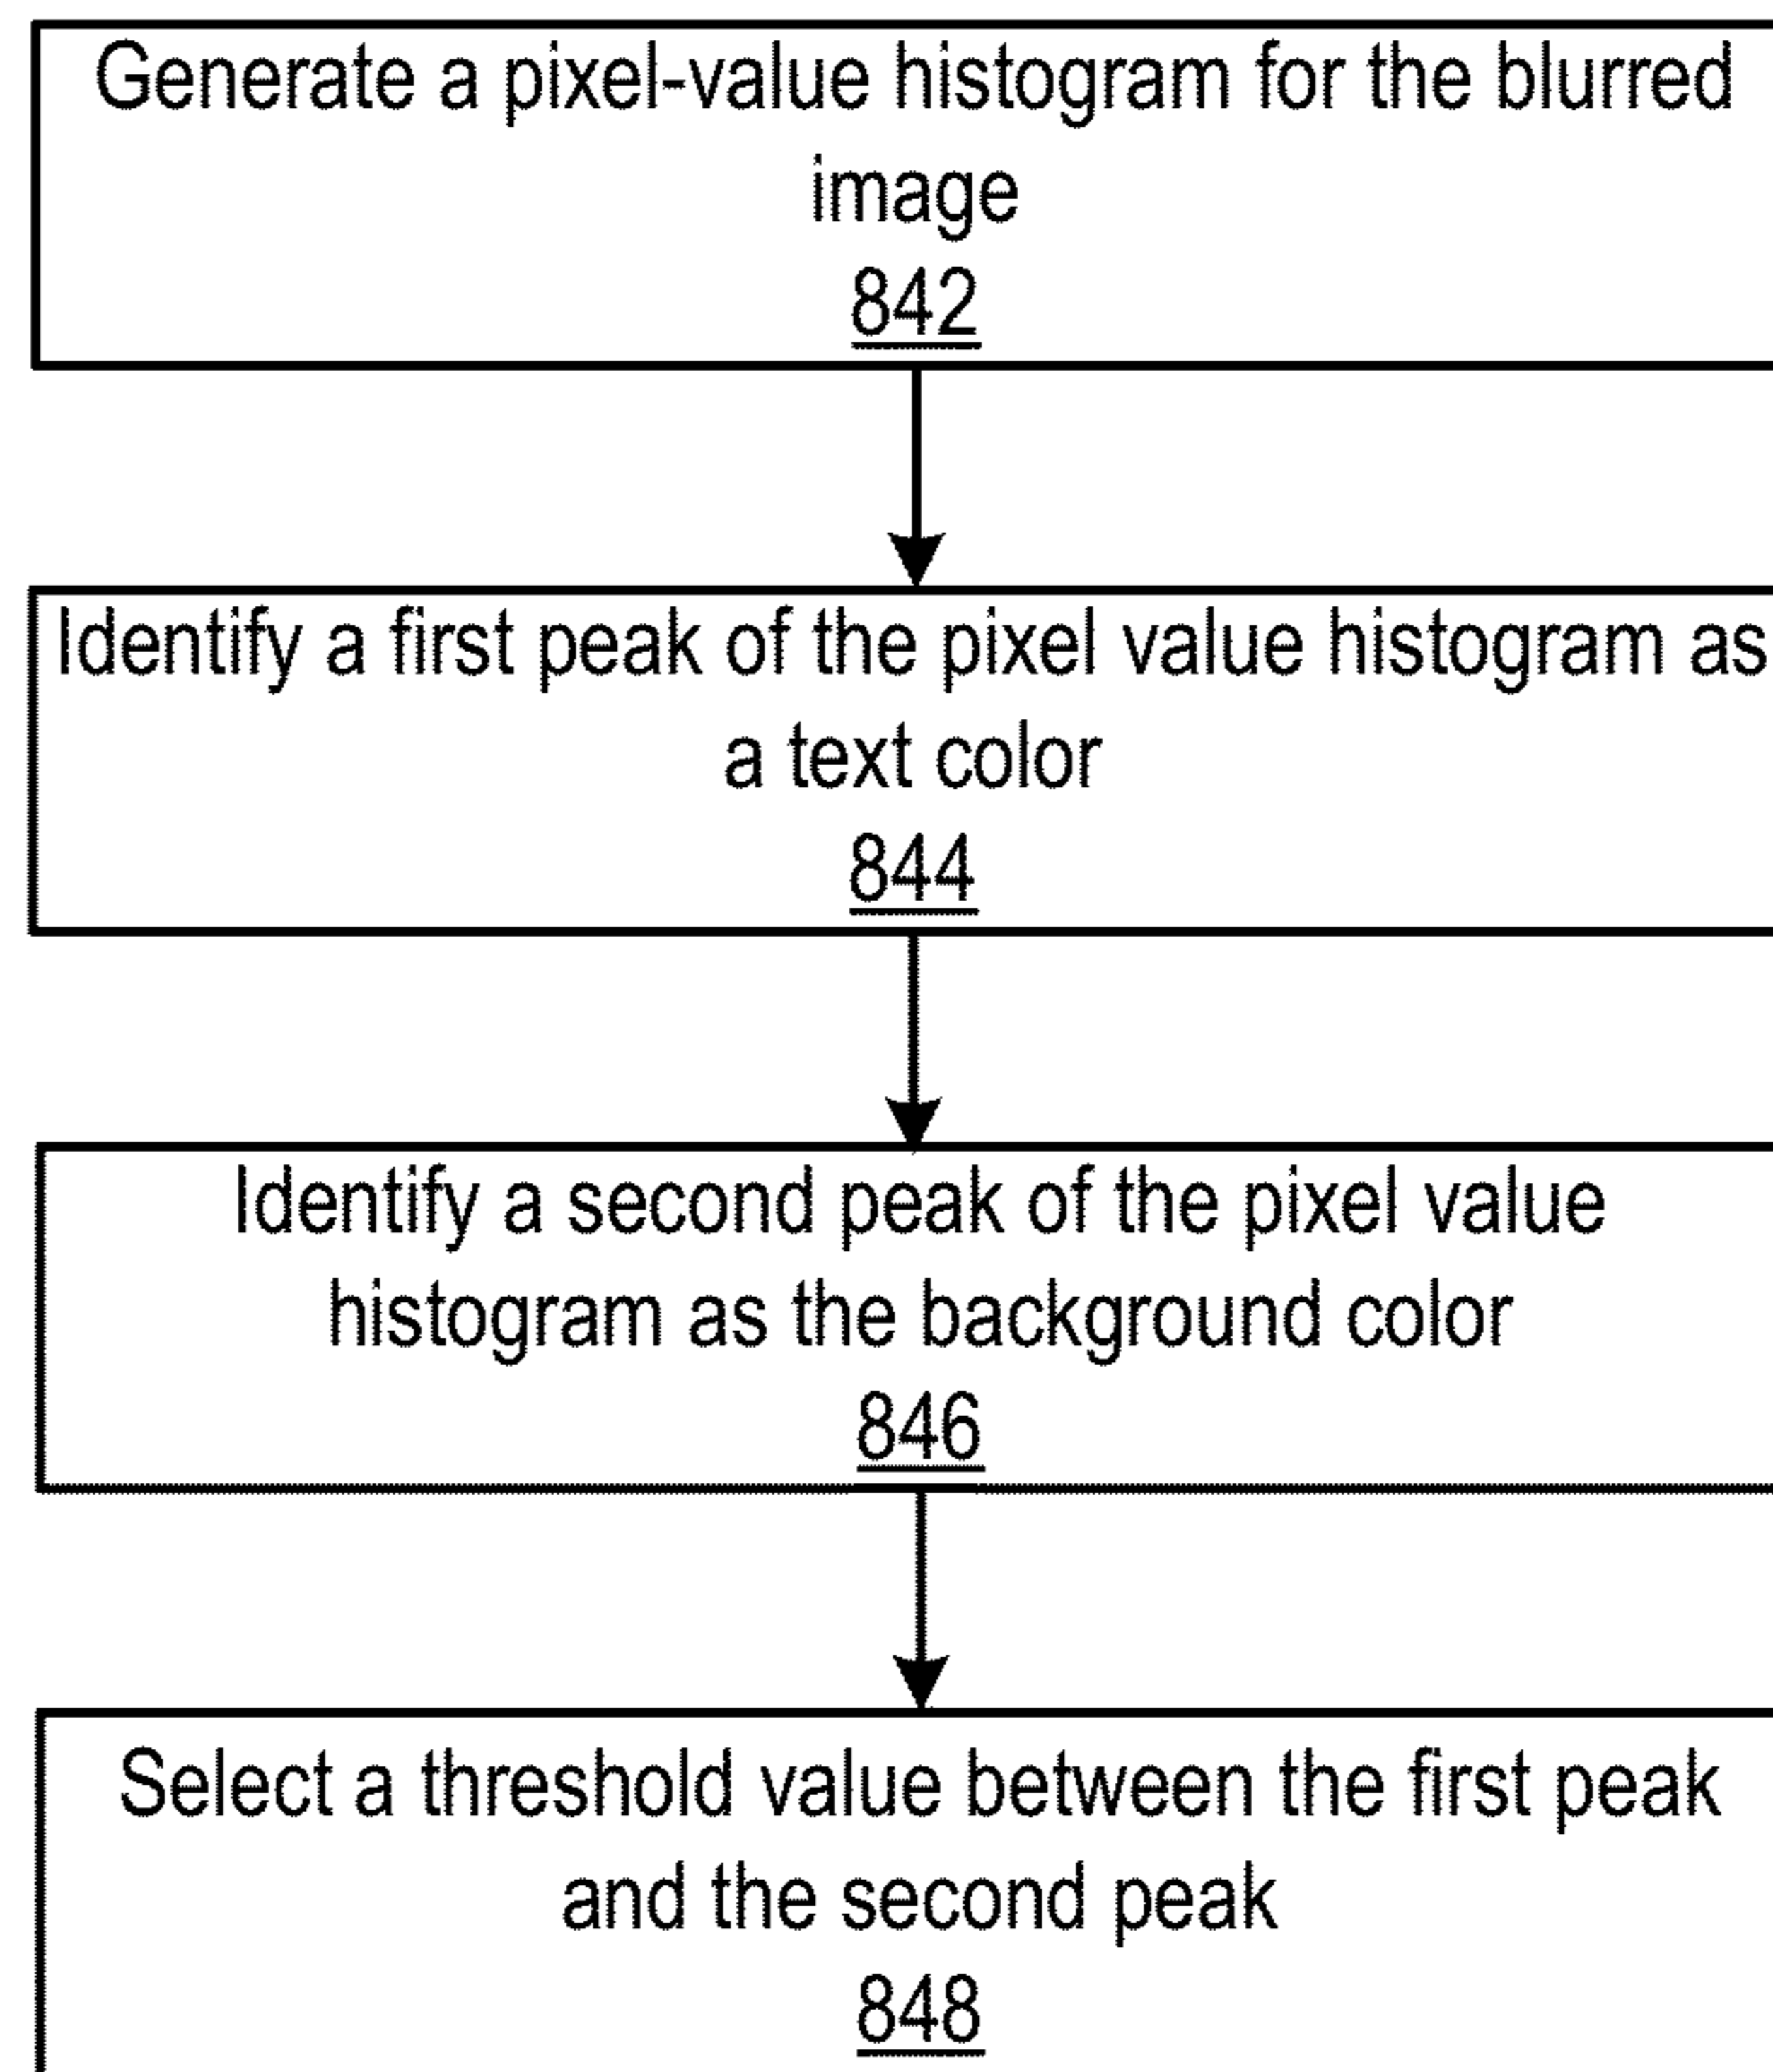 Generate a pixel-value histogram for the blurred
image
842
Identify a first peak of the pixel value histogram as
a text color
844
Identify a second peak of the pixel value
histogram as the background color
846
Select a threshold value between the first peak
and the second peak
848